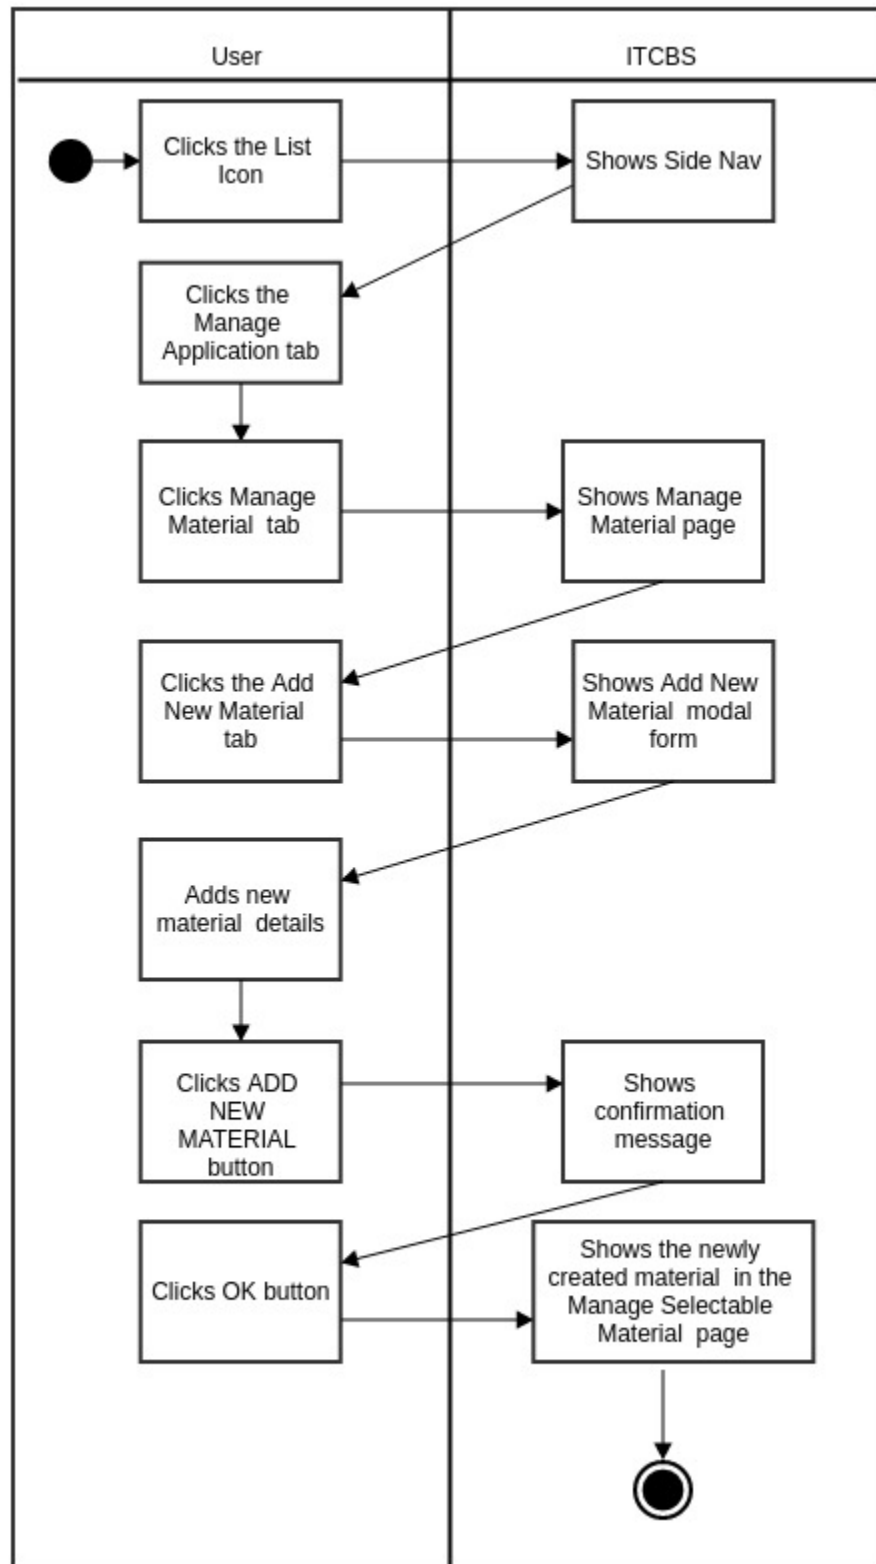 User
ITCBS
Clicks the List
Icon
Shows Side Nav
Clicks the
Manage
Application tab
Clicks Manage
Material  tab
Shows Manage
Material page
Clicks the Add
New Material
tab
Shows Add New
Material  modal
form
Adds new
material  details
Clicks ADD
NEW
MATERIAL
button
Shows
confirmation
message
Clicks OK button
Shows the newly
created material  in the
Manage Selectable
Material  page